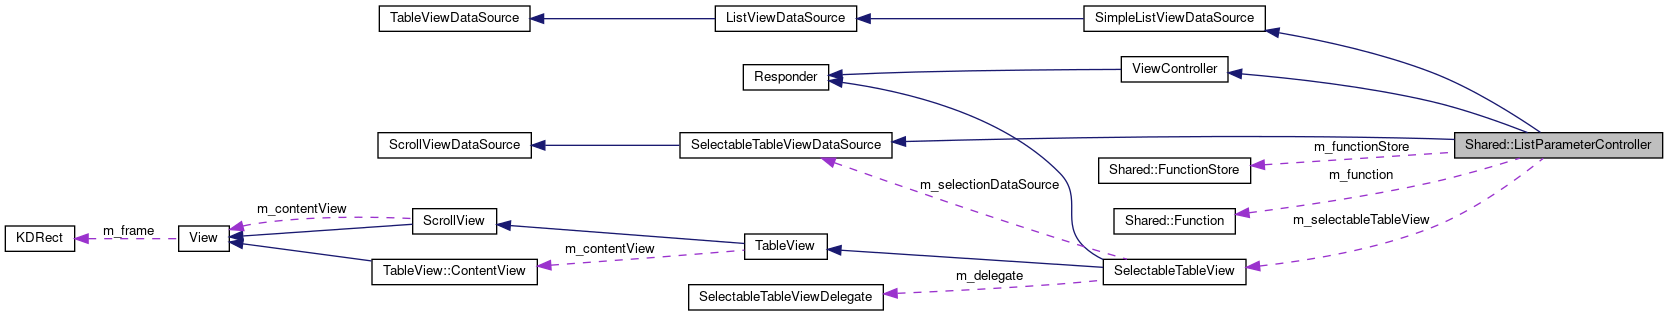 TableViewDataSource
ListViewDataSource
SimpleListViewDataSource
Responder
ViewController
ScrollViewDataSource
SelectableTableViewDataSource
Shared::ListParameterController
m_functionStore
Shared::FunctionStore
m_function
m_selectionDataSource
m_contentView
ScrollView
Shared::Function
m_selectableTableView
KDRect
m_frame
View
m_contentView
TableView
TableView::ContentView
SelectableTableView
m_delegate
SelectableTableViewDelegate